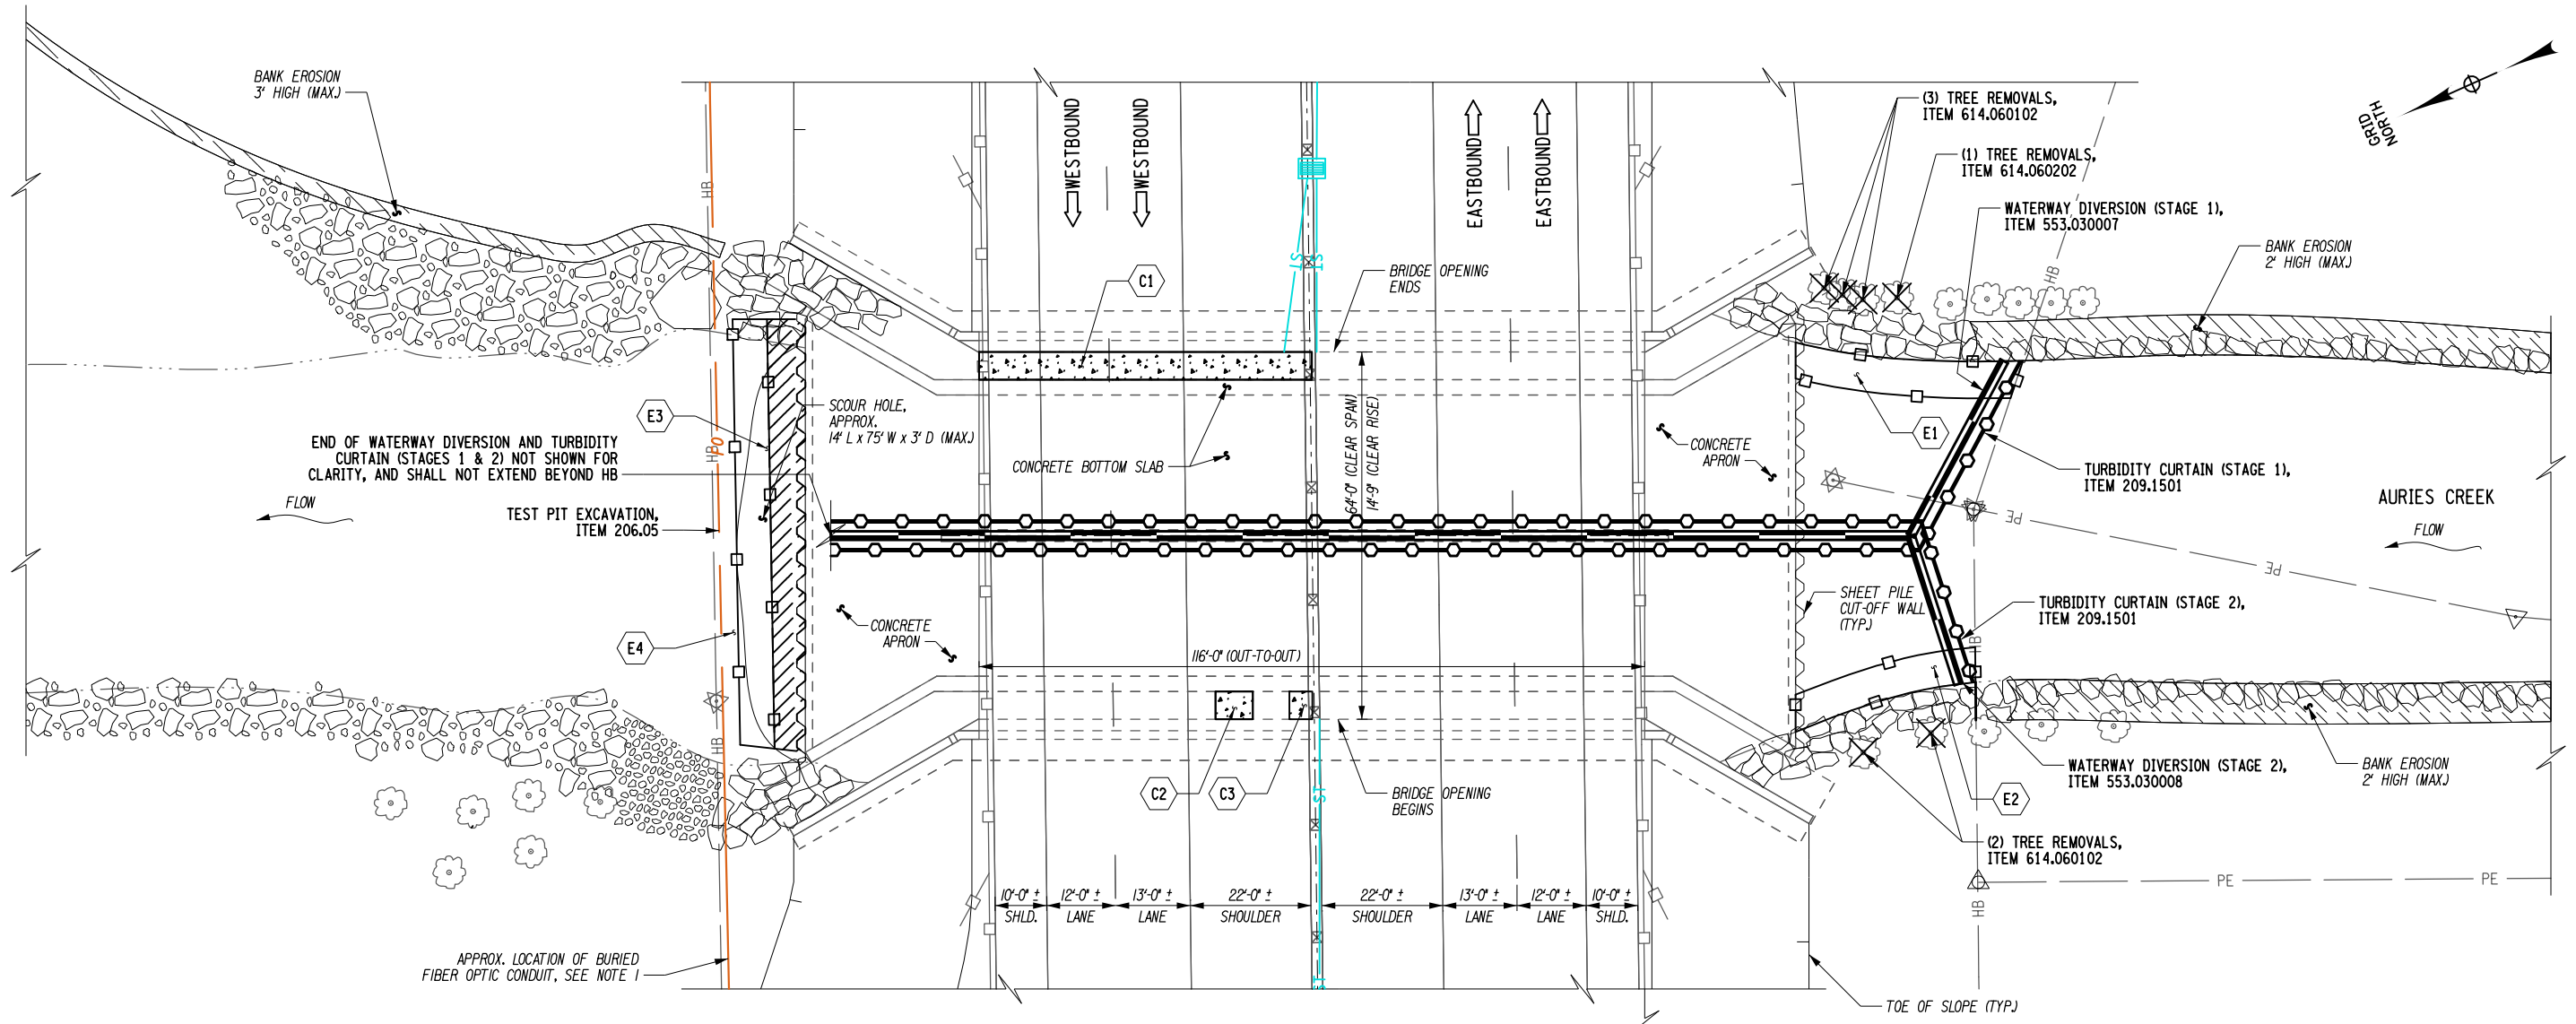 BANK EROSION
3' HIGH (MAX.)
HB
WESTBOUND
WESTBOUND
EASTBOUND
EASTBOUND
(3) TREE REMOVALS,
ITEM 614.060102
(1) TREE REMOVALS,
ITEM 614.060202
GRID
NORTH
WATERWAY DIVERSION (STAGE 1),
ITEM 553.030007
BANK EROSION
2' HIGH (MAX.)
HB
ST
ST
C1
BRIDGE OPENING
ENDS
E3
SCOUR HOLE,
APPROX.
14' L x 75' W x 3' D (MAX.)
END OF WATERWAY DIVERSION AND TURBIDITY
CURTAIN (STAGES 1 & 2) NOT SHOWN FOR
CLARITY, AND SHALL NOT EXTEND BEYOND HB
HB
FO
CONCRETE BOTTOM SLAB
64'-0" (CLEAR SPAN)
14'-9" (CLEAR RISE)
CONCRETE
APRON
E1
TURBIDITY CURTAIN (STAGE 1),
ITEM 209.1501
AURIES CREEK
FLOW
FLOW
TEST PIT EXCAVATION,
ITEM 206.05
PE
PE
E4
CONCRETE
APRON
SHEET PILE
CUT-OFF WALL
(TYP.)
TURBIDITY CURTAIN (STAGE 2),
ITEM 209.1501
HB
116'-0" (OUT-TO-OUT)
HB
C2
C3
ST
BRIDGE OPENING
BEGINS
WATERWAY DIVERSION (STAGE 2),
ITEM 553.030008
E2
BANK EROSION
2' HIGH (MAX.)
(2) TREE REMOVALS,
ITEM 614.060102
10'-0" ±
SHLD.
12'-0" ±
LANE
13'-0" ±
LANE
22'-0" ±
SHOULDER
22'-0" ±
SHOULDER
13'-0" ±
LANE
12'-0" ±
LANE
10'-0" ±
SHLD.
PE
PE
HB
APPROX. LOCATION OF BURIED
FIBER OPTIC CONDUIT, SEE NOTE 1
ST
TOE OF SLOPE (TYP.)